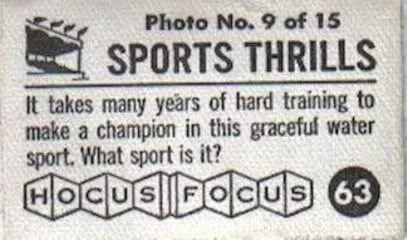 Photo No. 9 of 15
SPORTS THRILLS
It takes many years of hard training to
make a champion in this graceful water
sport. What sport is it?
HOCUS FOCUS 63